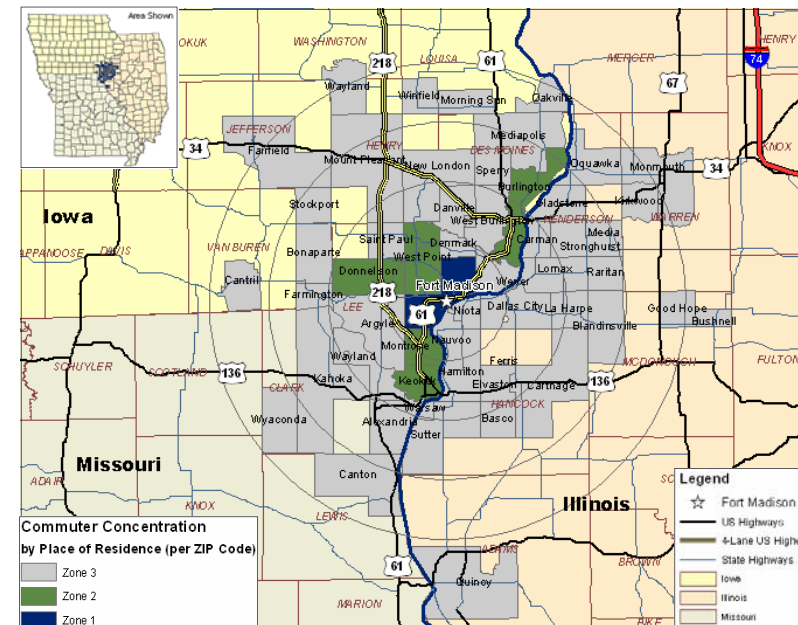 Area Shown
OKUK
WASHINGTON
LOUISA
MERCER
HENRY
218
61
74
67
Wayland
Winfield
Morning Sun
Oakville
Mediapolis
JEFFERSON
Fairfield
34
HENRY
Mount Pleasant
New London
DES MOINES
Sperry
Oquawka
Monmouth
34
KNOX
Burlington
Gladstone
Kirkwood
WARREN
HENDERSON
Iowa
Stockport
Danville
West Burlington
Carman
Media
Stronghurst
APPANOOSE
DAVIS
VAN BUREN
Bonaparte
Saint Paul
Denmark
West Point
Donnelson
Lomax
Raritan
Cantril
Farmington
218
LEE
Fort Madison
Wever
61
Niota
Dallas City
La Harpe
Good Hope
Bushnell
Argyle
Blandinsville
Montrose
Nauvoo
Wayland
Ferris
SCHUYLER
SCOTLAND
136
CLARK
Kahoka
Keokuk
Hamilton
Elvaston
Carthage
136
MCDONOUGH
FULTON
HANCOCK
Wyaconda
Alexandria
Warsaw
Basco
Sutter
Missouri
ADAIR
KNOX
Canton
LEWIS
Illinois
ADAMS
BROWN
61
Quincy
MARION
PIKE
Commuter Concentration
by Place of Residence (per ZIP Code)
Zone 3
Zone 2
Zone 1
Legend
Fort Madison
US Highways
4-Lane US Highw
State Highways
Iowa
Illinois
Missouri